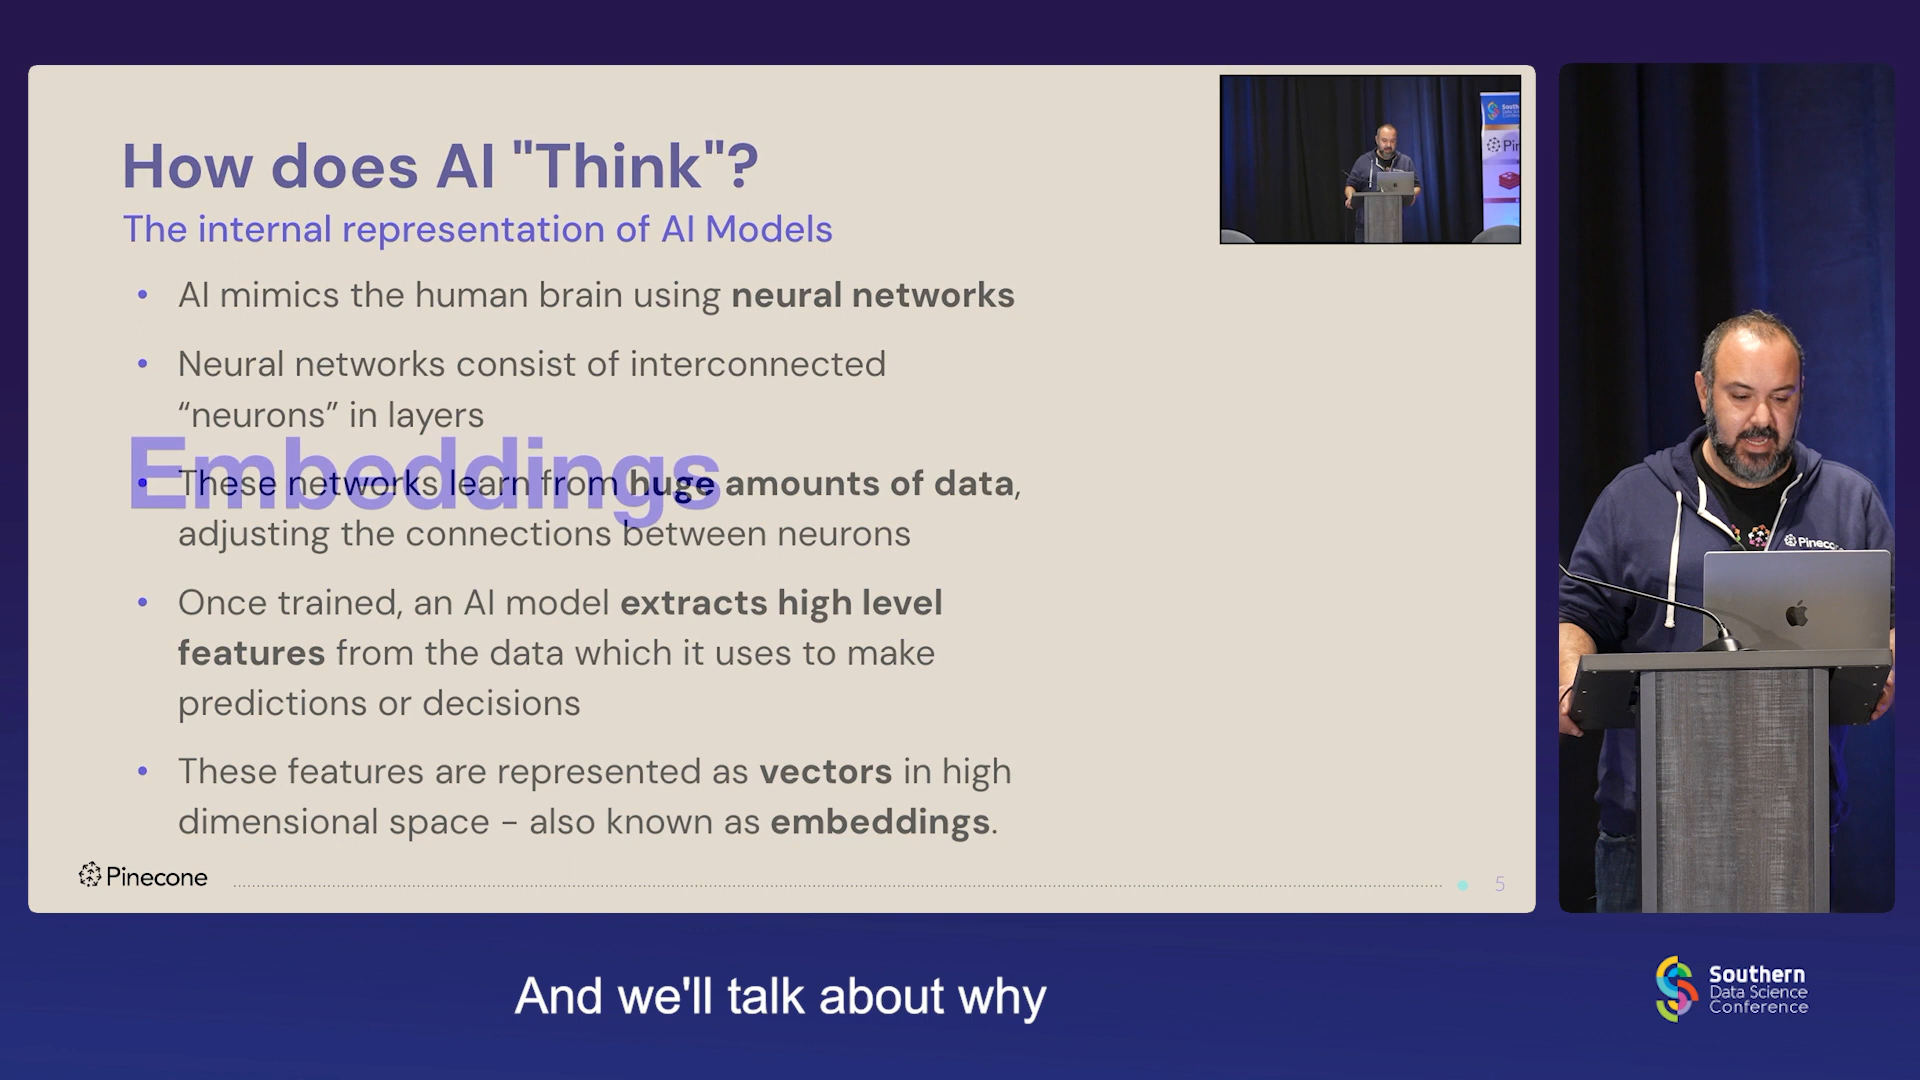 How does AI "Think"?
The internal representation of AI Models
• AI mimics the human brain using neural networks
• Neural networks consist of interconnected
“neurons” in layers
Embeddings
• These networks learn from huge amounts of data,
adjusting the connections between neurons
• Once trained, an AI model extracts high level
features from the data which it uses to make
predictions or decisions
• These features are represented as vectors in high
dimensional space - also known as embeddings.
Pinecone
5
And we'll talk about why
Southern
Data Science
Conference